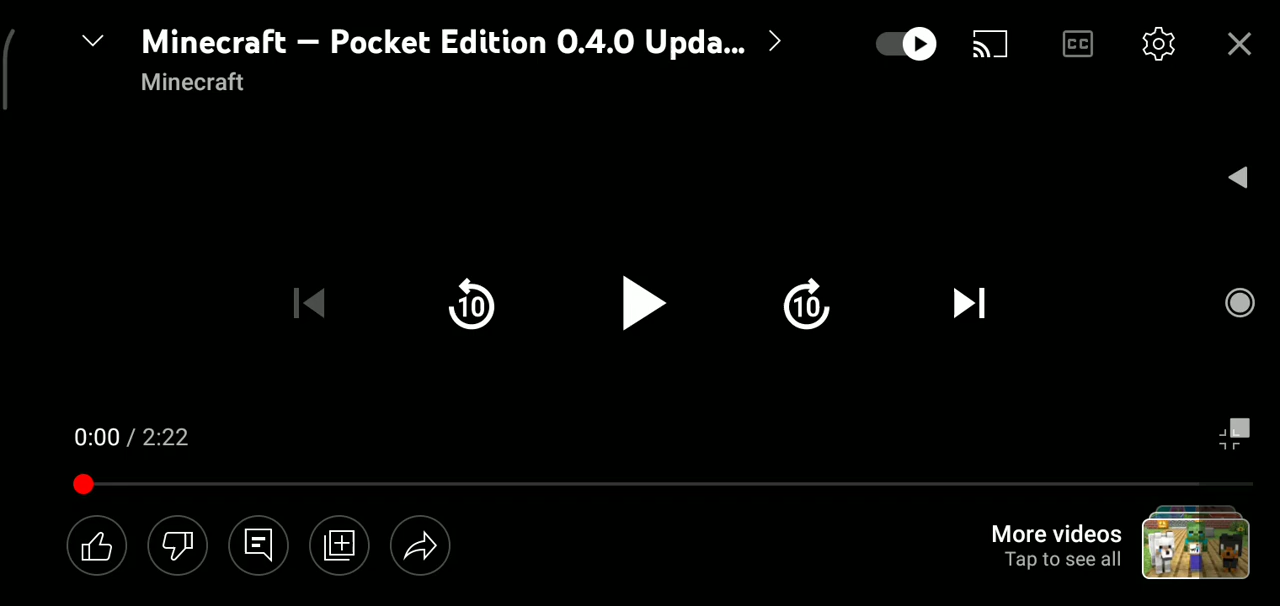 Minecraft — Pocket Edition 0.4.0 Upda...
Minecraft
CC
10
10
0:00 / 2:22
More videos
Tap to see all